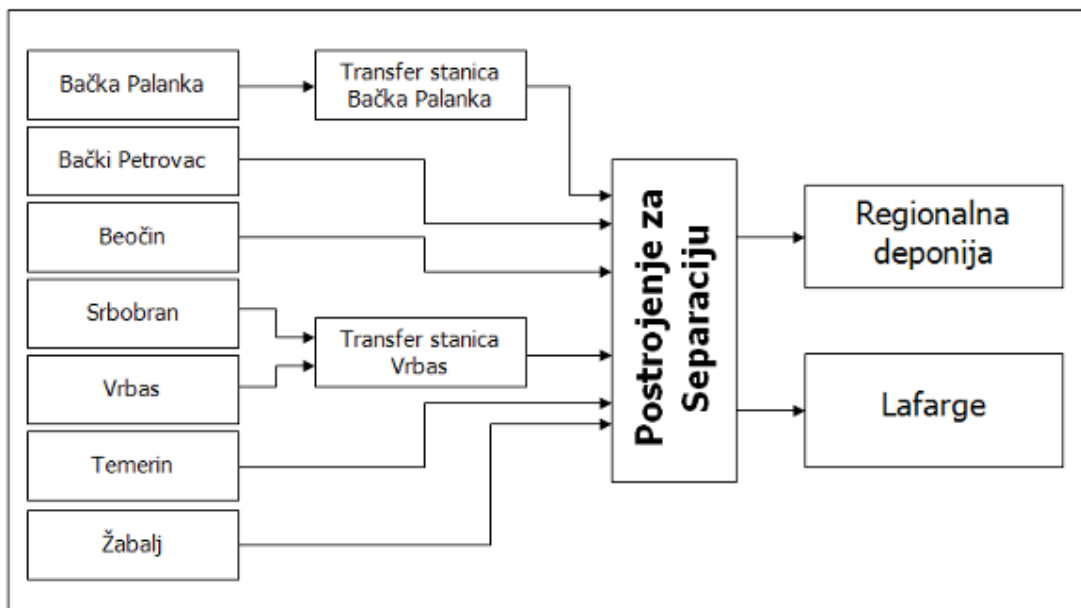 Bačka Palanka
Transfer stanica
Bačka Palanka
Bački Petrovac
Beočin
Srbobran
Transfer stanica
Vrbas
Vrbas
Temerin
Žabalj
Postrojenje za
Separaciju
Regionalna
deponija
Lafarge